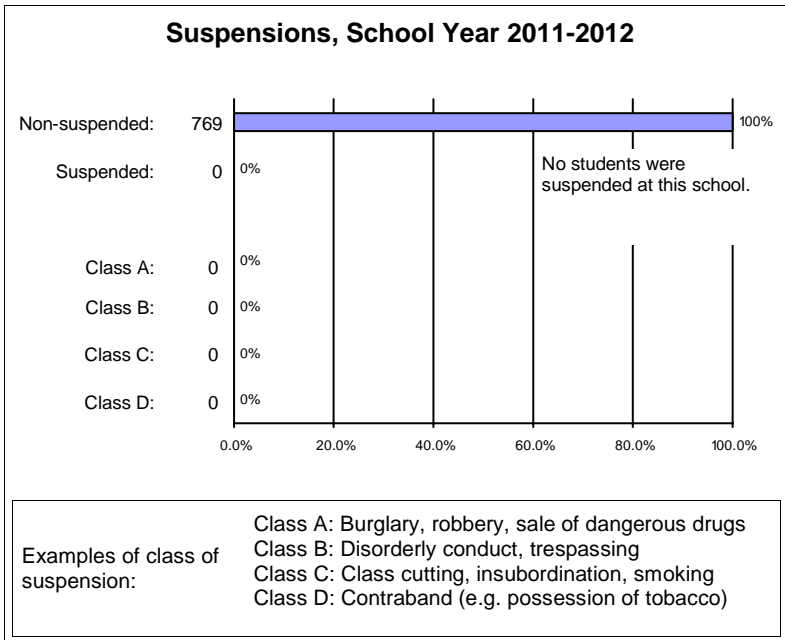 Suspensions, School Year 2011-2012
Non-suspended: 769 100%
Suspended: 0 0%
No students were
suspended at this school.
Class A: 0 0%
Class B: 0 0%
Class C: 0 0%
Class D: 0 0%
0.0% 20.0% 40.0% 60.0% 80.0% 100.0%
Examples of class of
suspension:
Class A: Burglary, robbery, sale of dangerous drugs
Class B: Disorderly conduct, trespassing
Class C: Class cutting, insubordination, smoking
Class D: Contraband (e.g. possession of tobacco)